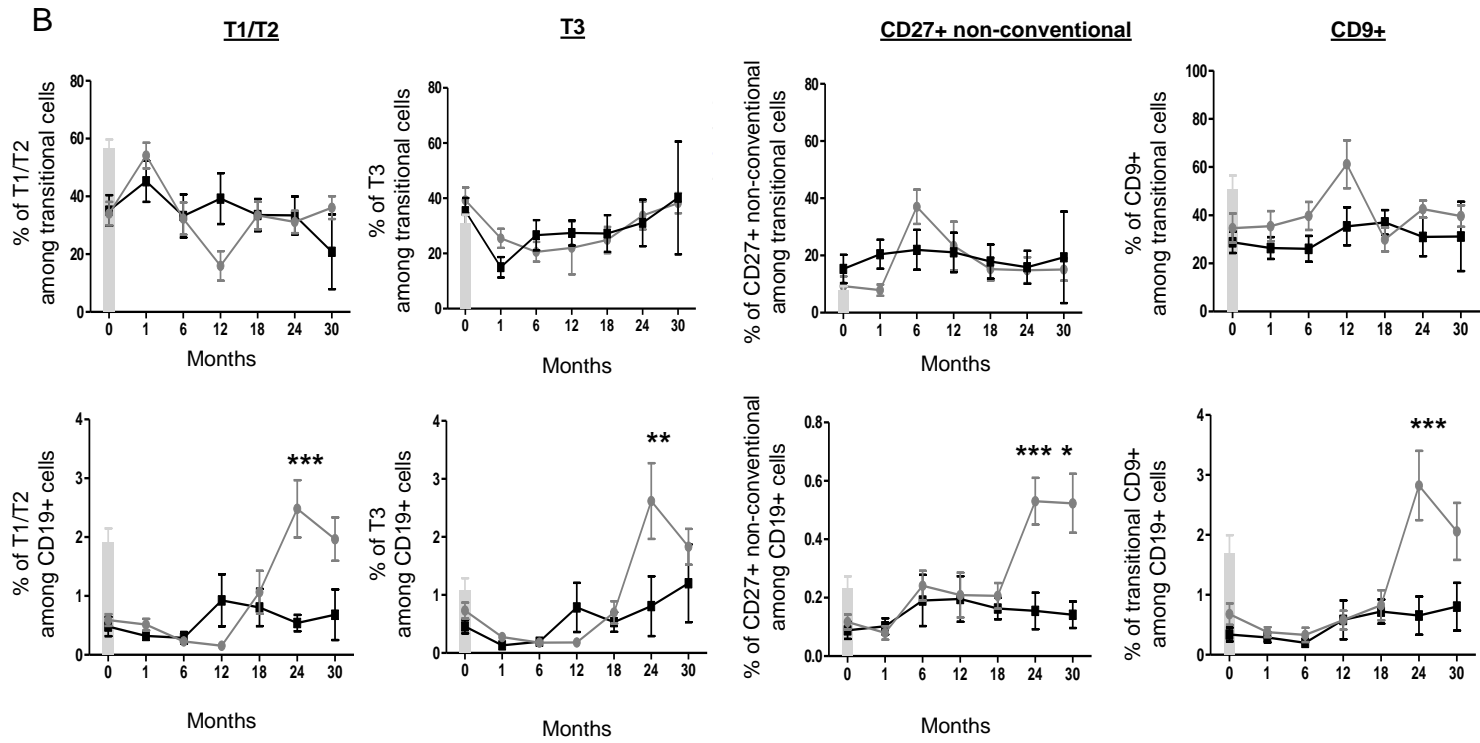 B
T1/T2
T3
CD27+ non-conventional
CD9+
% of T1/T2
among transitional cells
80
60
40
20
0
0 1 6 12 18 24 30
Months
% of T3
among transitional cells
80
60
40
20
0
0 1 6 12 18 24 30
Months
% of CD27+ non-conventional
among transitional cells
80
60
40
20
0
0 1 6 12 18 24 30
Months
% of CD9+
among transitional cells
100
80
60
40
20
0
0 1 6 12 18 24 30
Months
% of T1/T2
among CD19+ cells
4
3
2
1
0
***
0 1 6 12 18 24 30
Months
% of T3
among CD19+ cells
4
3
2
1
0
**
0 1 6 12 18 24 30
Months
% of CD27+ non-conventional
among CD19+ cells
0.8
0.6
0.4
0.2
0.0
*** *
0 1 6 12 18 24 30
Months
% of transitional CD9+
among CD19+ cells
4
3
2
1
0
***
0 1 6 12 18 24 30
Months